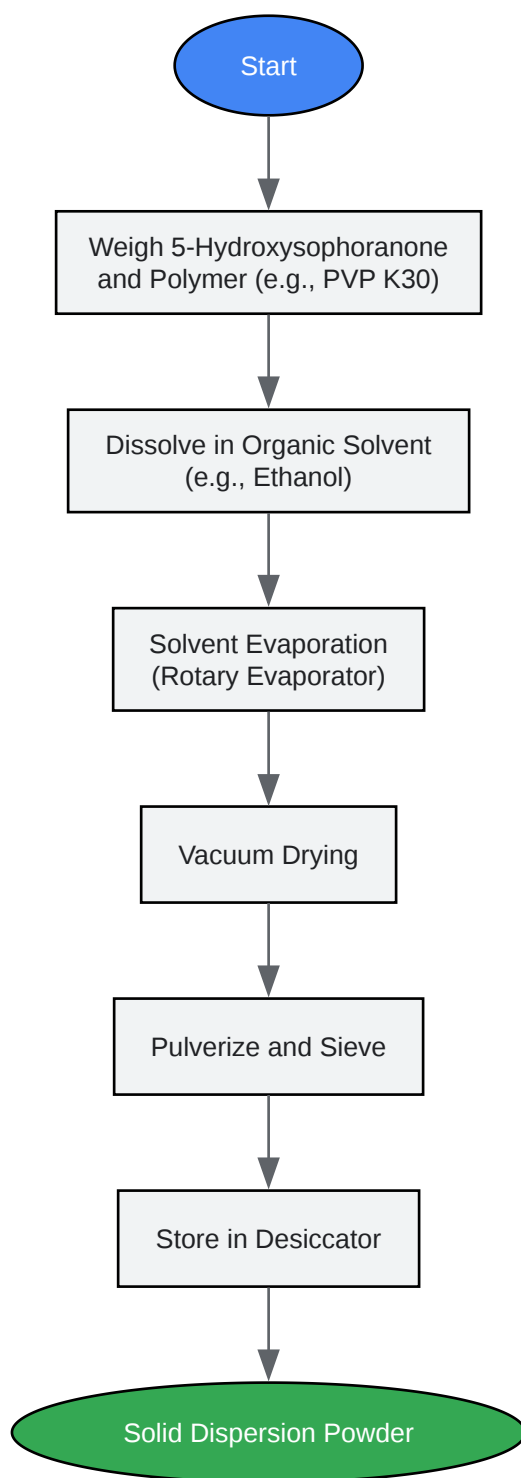 Start
Weigh 5-Hydroxysophoranone
and Polymer (e.g., PVP K30)
Dissolve in Organic Solvent
(e.g., Ethanol)
Solvent Evaporation
(Rotary Evaporator)
Vacuum Drying
Pulverize and Sieve
Store in Desiccator
Solid Dispersion Powder